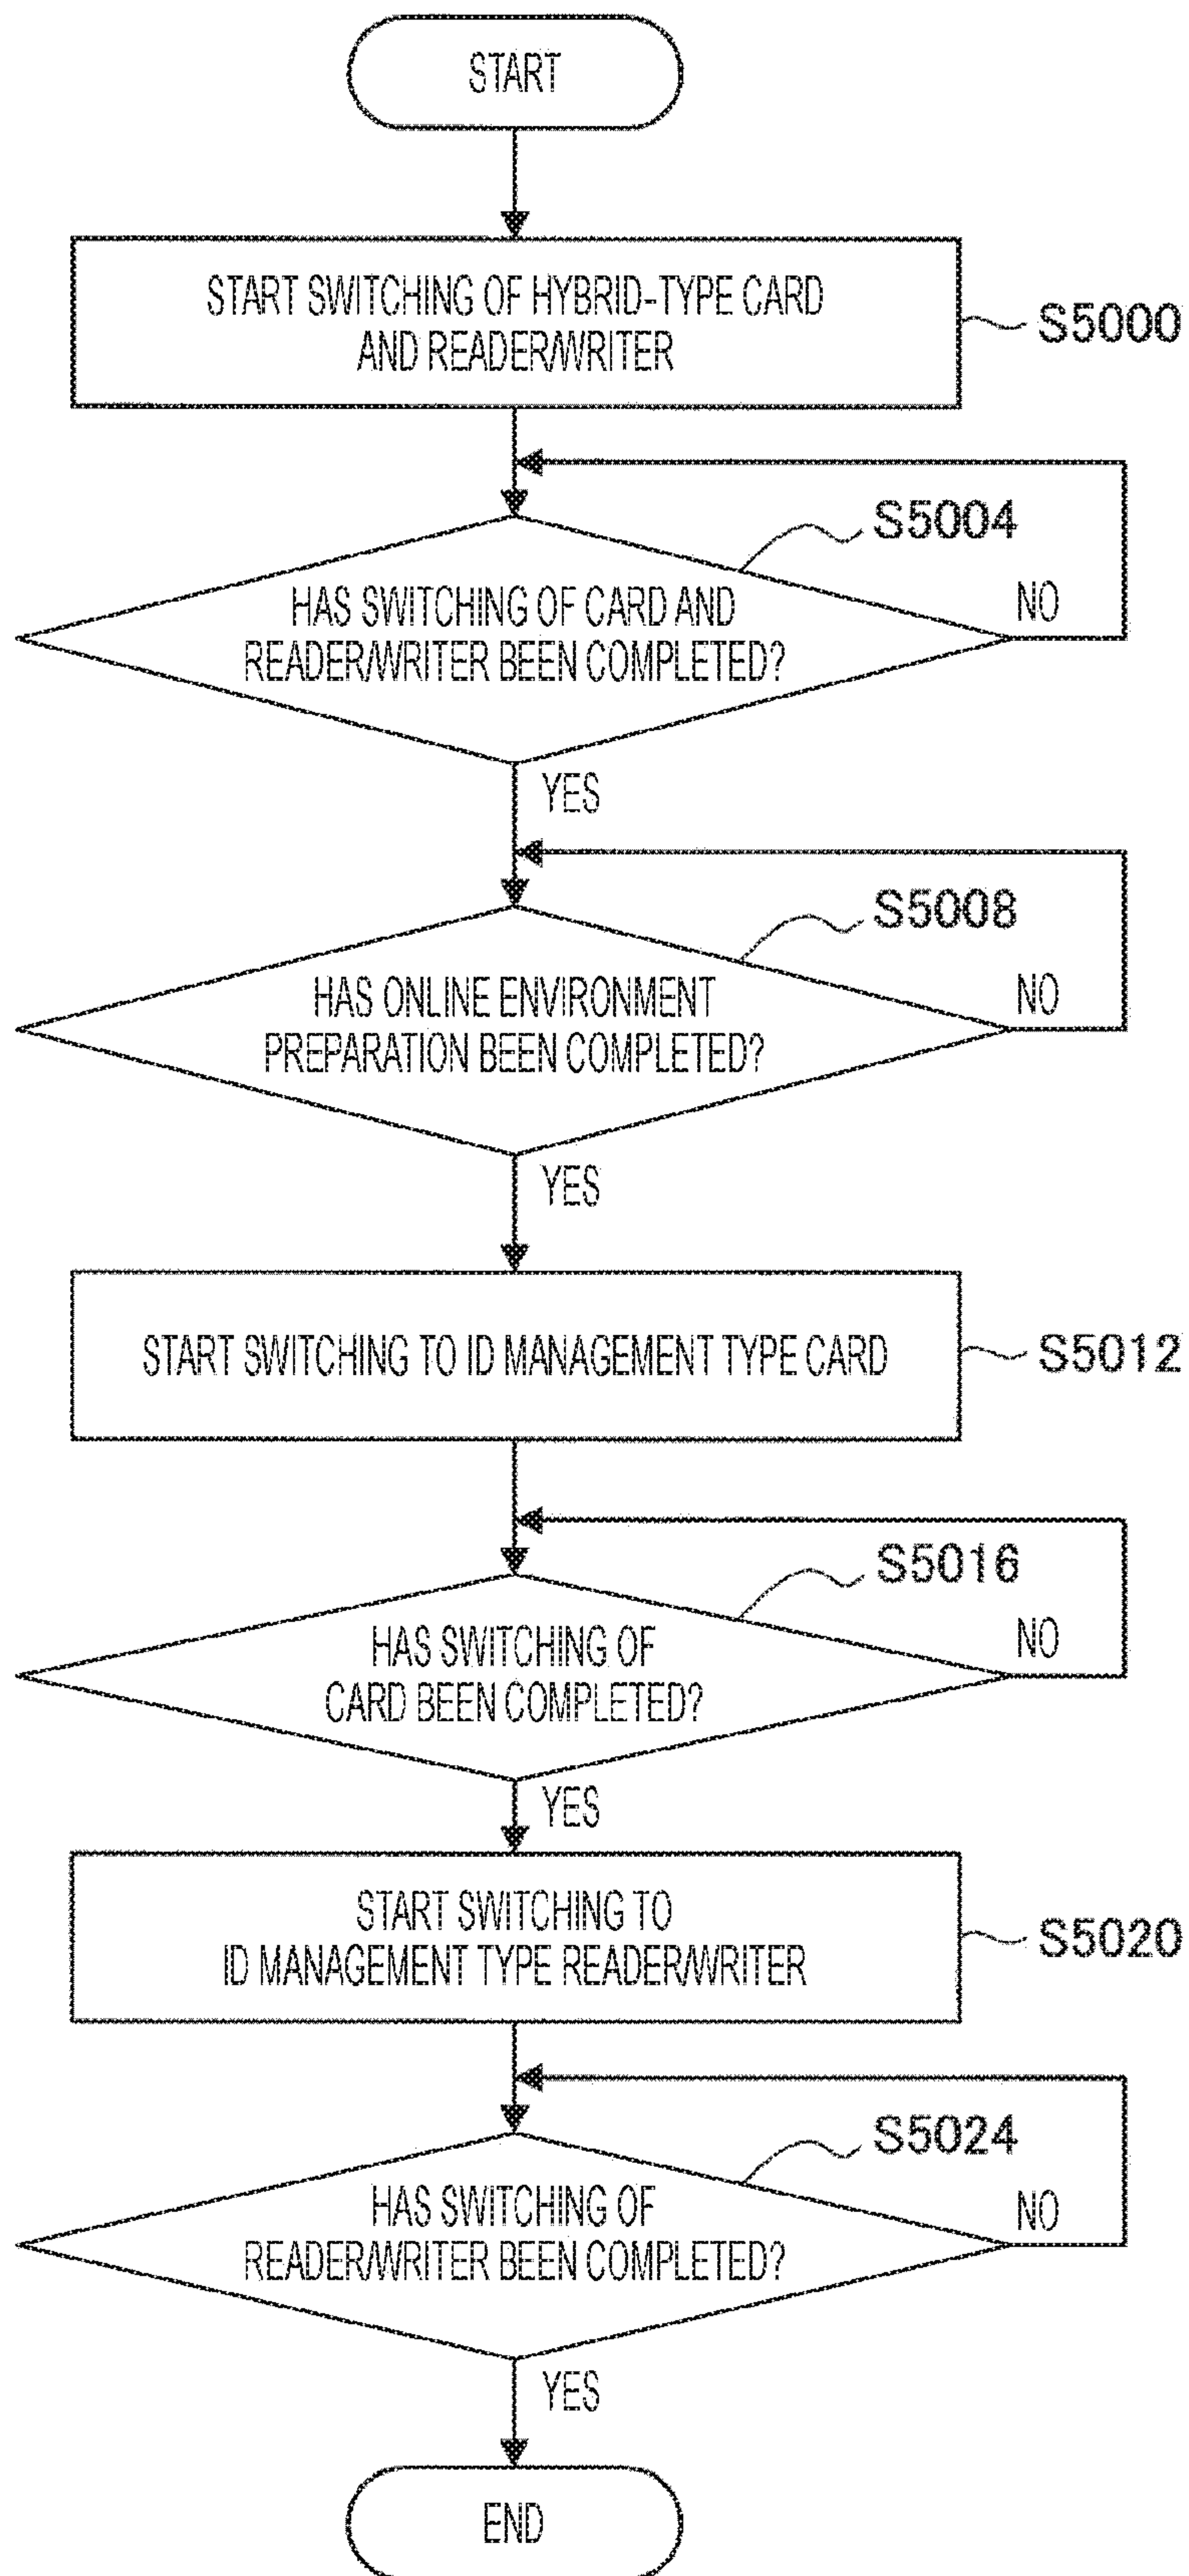 START
START SWITCHING OF HYBRID-TYPE CARD
AND READER/WRITER
S5000
S5004
HAS SWITCHING OF CARD AND
READER/WRITER BEEN COMPLETED?
NO
YES
S5008
HAS ONLINE ENVIRONMENT
PREPARATION BEEN COMPLETED?
NO
YES
START SWITCHING TO ID MANAGEMENT TYPE CARD
S5012
S5016
HAS SWITCHING OF
CARD BEEN COMPLETED?
NO
YES
START SWITCHING TO
ID MANAGEMENT TYPE READER/WRITER
S5020
S5024
HAS SWITCHING OF
READER/WRITER BEEN COMPLETED?
NO
YES
END